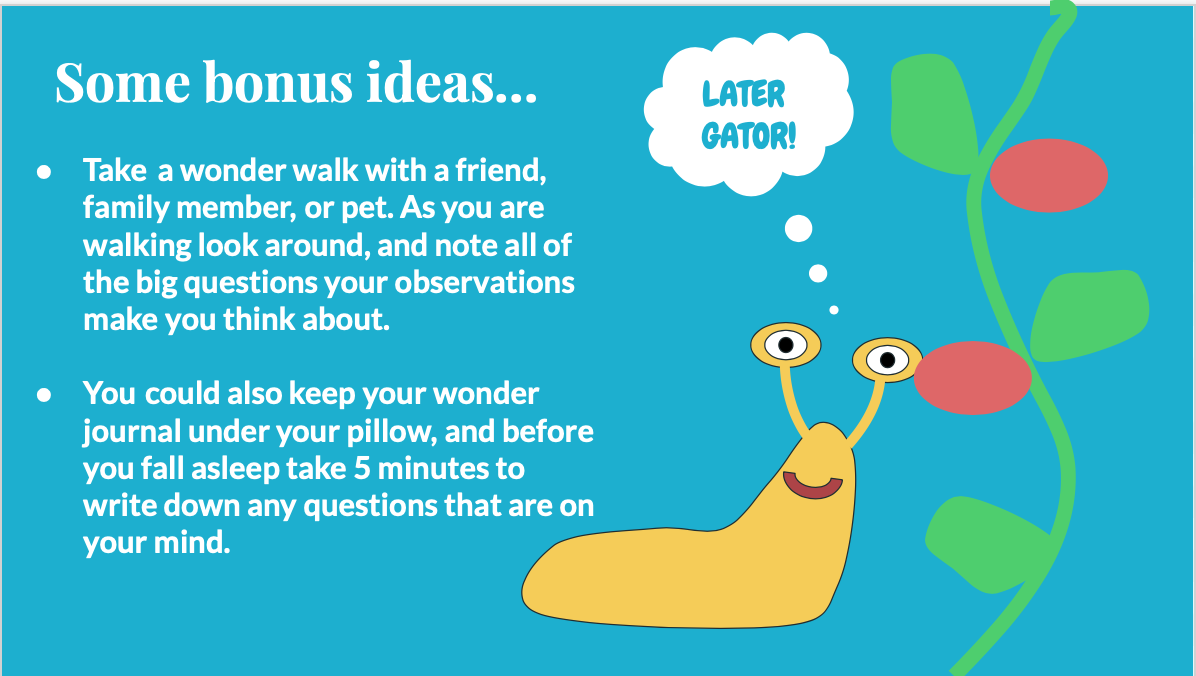 Some bonus ideas...
● Take a wonder walk with a friend,
family member, or pet. As you are
walking look around, and note all of
the big questions your observations
make you think about.
● You could also keep your wonder
journal under your pillow, and before
you fall asleep take 5 minutes to
write down any questions that are on
your mind.
LATER
GATOR!